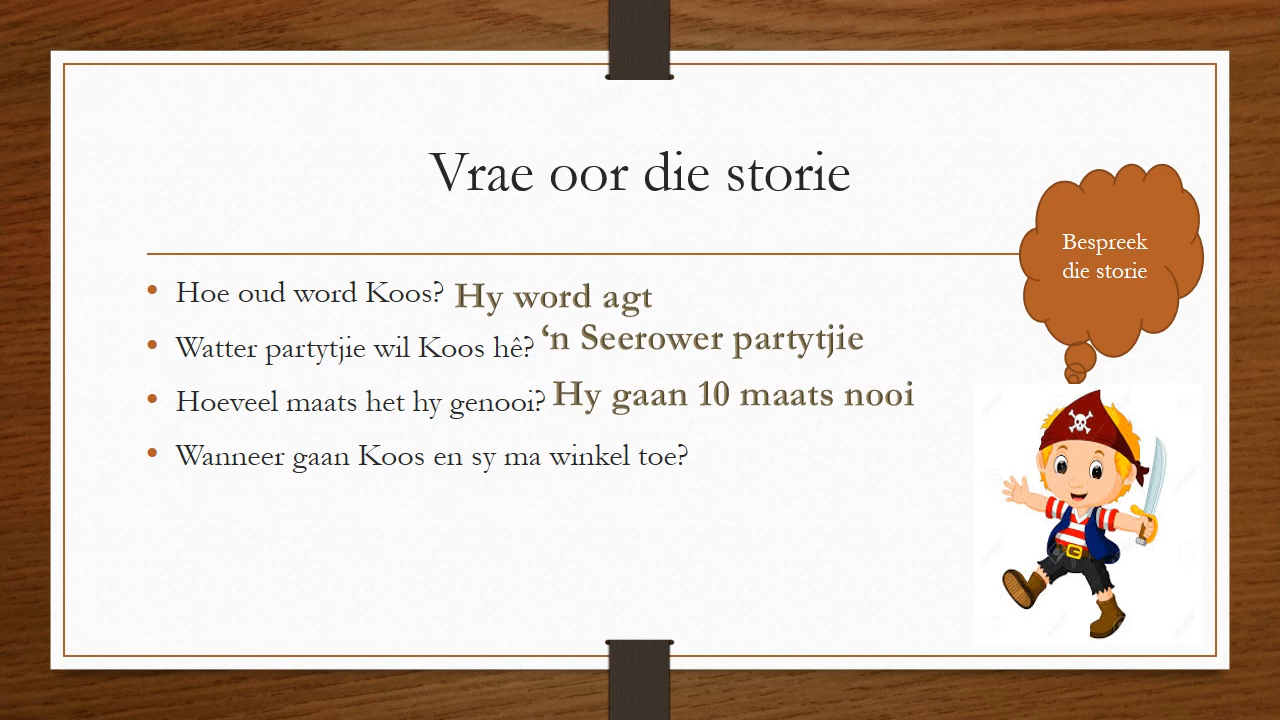 Vrae oor die storie
Bespreek
die storie
Hoe oud word Koos? Hy word agt
Watter partytjie wil Koos hê? ‘n Seerower partytjie
Hoeveel maats het hy genooi? Hy gaan 10 maats nooi
Wanneer gaan Koos en sy ma winkel toe?